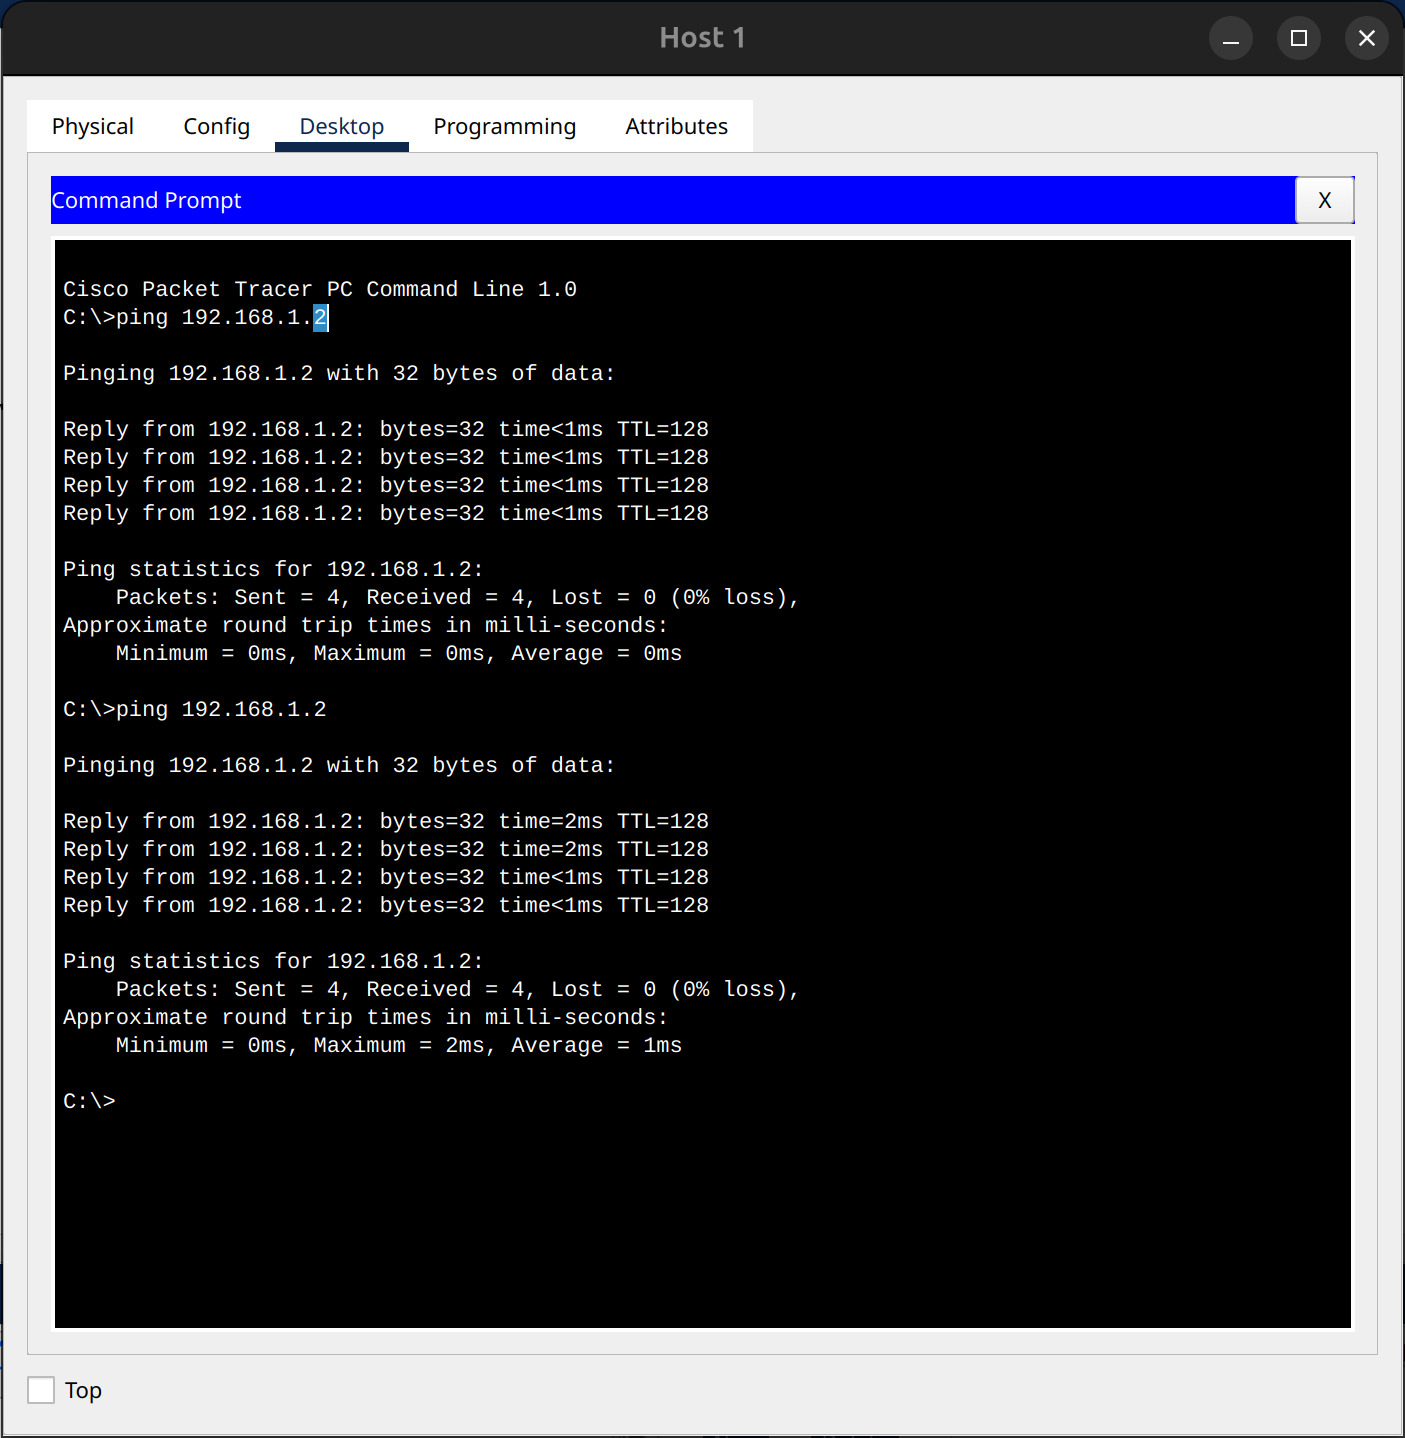 Host 1
Physical Config Desktop Programming Attributes
Command Prompt X
Cisco Packet Tracer PC Command Line 1.0
C:\>ping 192.168.1.2
Pinging 192.168.1.2 with 32 bytes of data:
Reply from 192.168.1.2: bytes=32 time<1ms TTL=128
Reply from 192.168.1.2: bytes=32 time<1ms TTL=128
Reply from 192.168.1.2: bytes=32 time<1ms TTL=128
Reply from 192.168.1.2: bytes=32 time<1ms TTL=128
Ping statistics for 192.168.1.2:
Packets: Sent = 4, Received = 4, Lost = 0 (0% loss),
Approximate round trip times in milli-seconds:
Minimum = 0ms, Maximum = 0ms, Average = 0ms
C:\>ping 192.168.1.2
Pinging 192.168.1.2 with 32 bytes of data:
Reply from 192.168.1.2: bytes=32 time=2ms TTL=128
Reply from 192.168.1.2: bytes=32 time=2ms TTL=128
Reply from 192.168.1.2: bytes=32 time<1ms TTL=128
Reply from 192.168.1.2: bytes=32 time<1ms TTL=128
Ping statistics for 192.168.1.2:
Packets: Sent = 4, Received = 4, Lost = 0 (0% loss),
Approximate round trip times in milli-seconds:
Minimum = 0ms, Maximum = 2ms, Average = 1ms
C:\>
Top